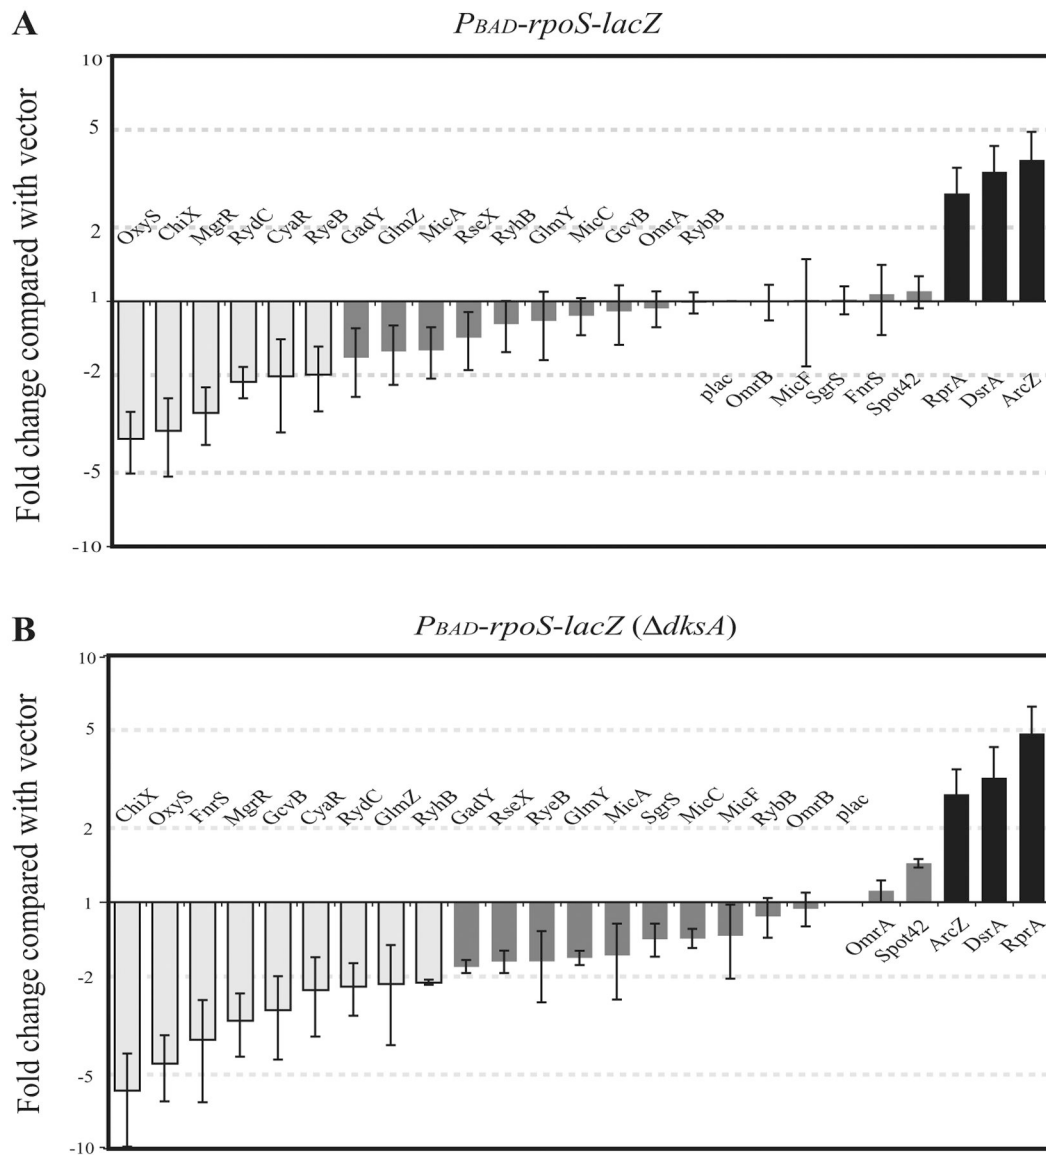 A
PBAD-rpoS-lacZ
Fold change compared with vector
10
5
2
1
-2
-5
-10
OxyS ChiX MgrR RydC CyaR RyeB GadY GlmZ MicA RseX RyhB GlmY MicC GcvB OmrA RybB
plac OmrB MicF SgrS FnrS Spot42 RprA DsrA ArcZ
B
PBAD-rpoS-lacZ (ΔdksA)
Fold change compared with vector
10
5
2
1
-2
-5
-10
ChiX OxyS FnrS MgrR GcvB CyaR RydC GlmZ RyhB GadY RseX RyeB GlmY MicA SgrS MicC MicF RybB OmrB plac
OmrA Spot42 ArcZ DsrA RprA